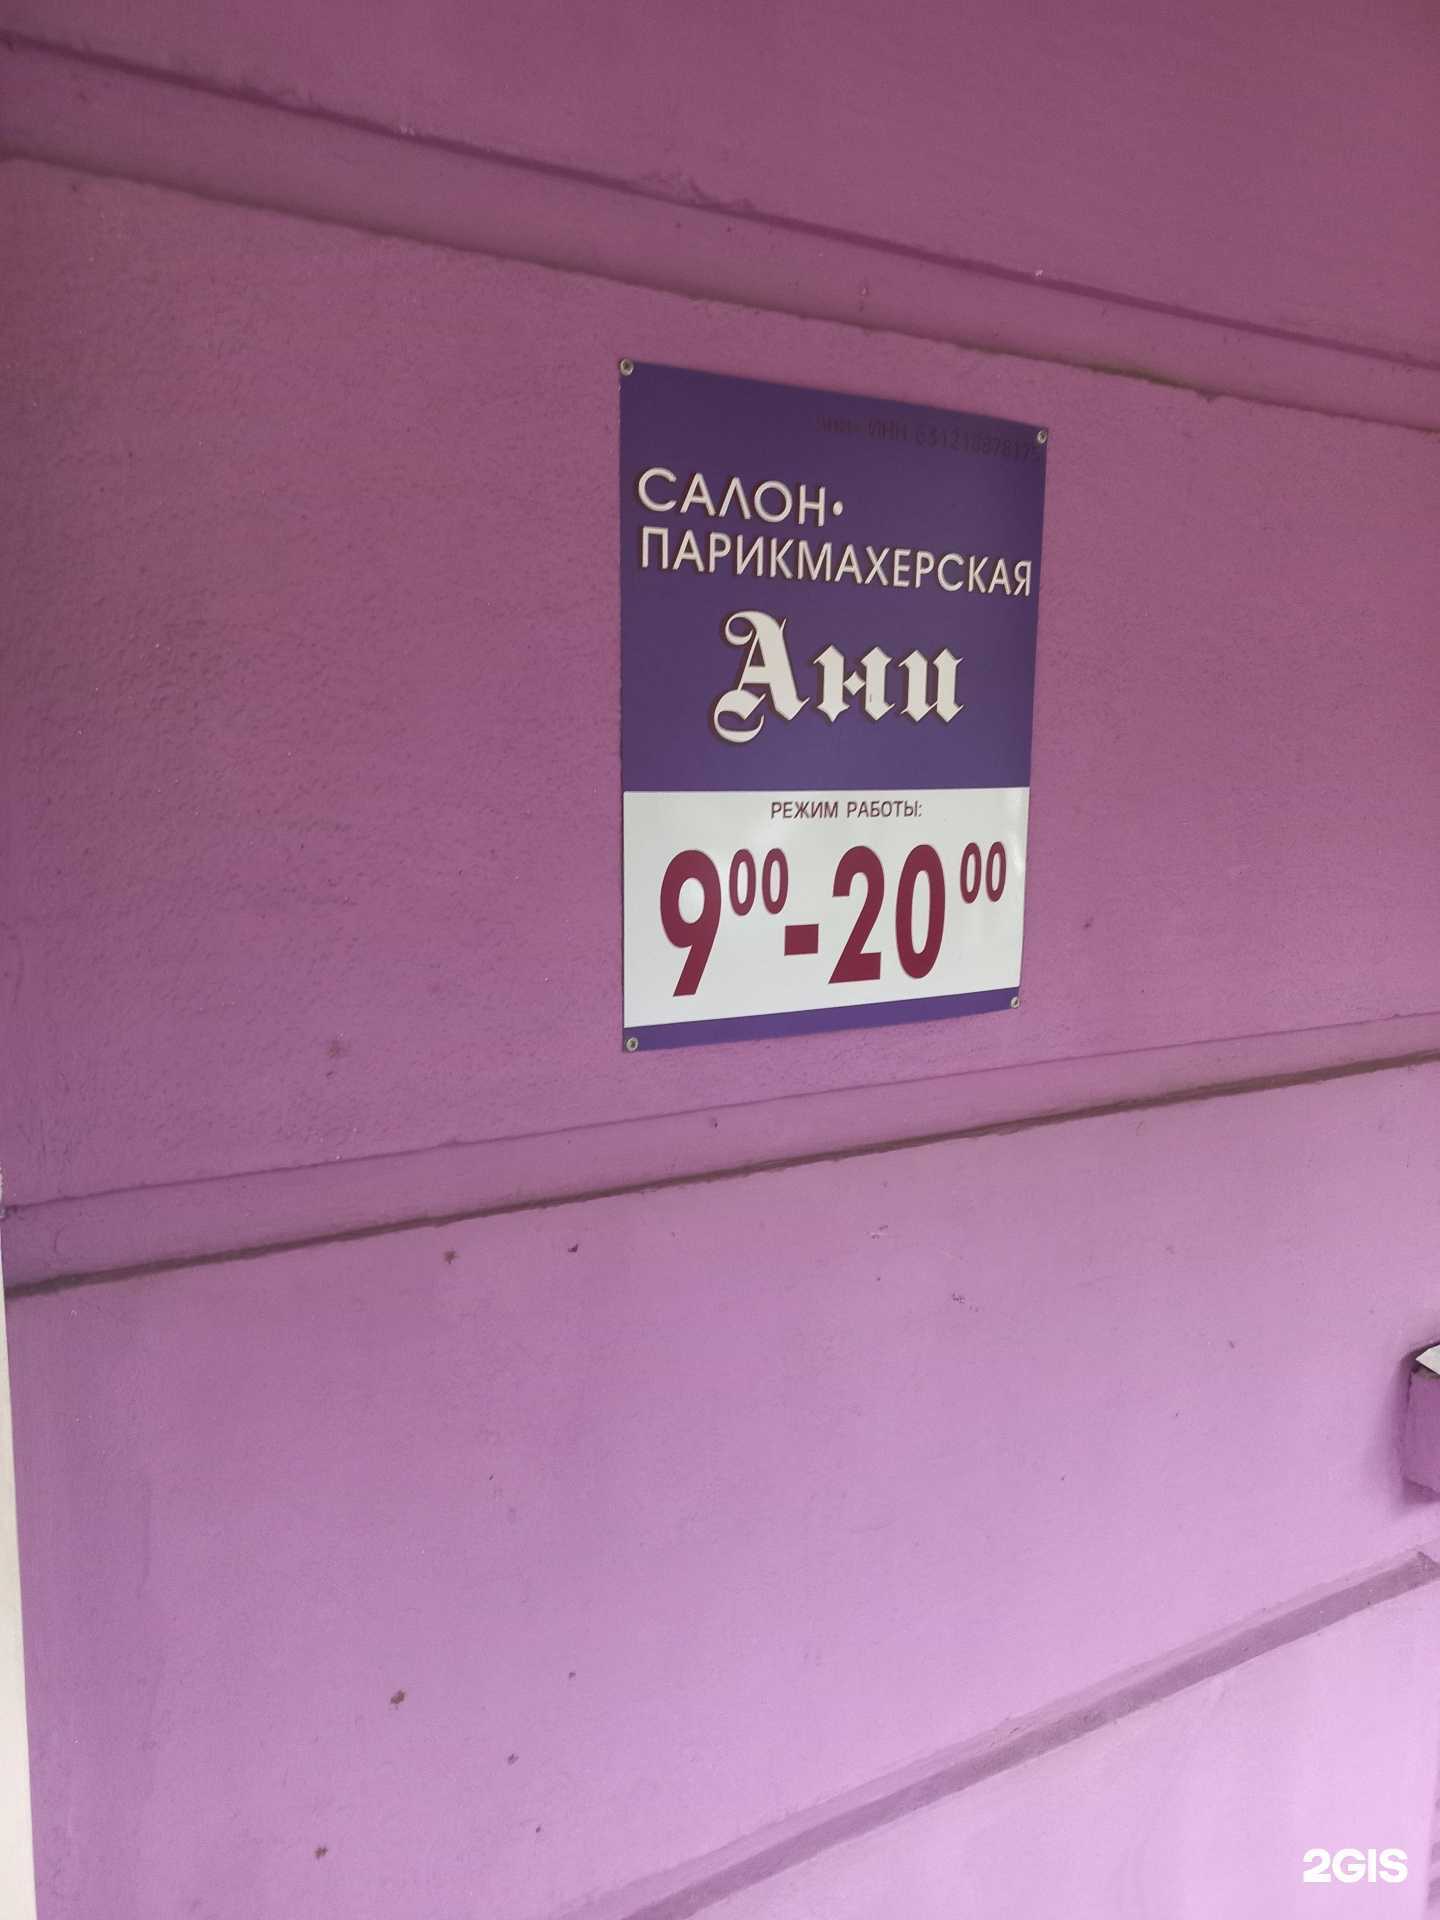 САЛОН•
ПАРИКМАХЕРСКАЯ
Ани
РЕЖИМ РАБОТЫ:
9⁰⁰-20⁰⁰
2GIS